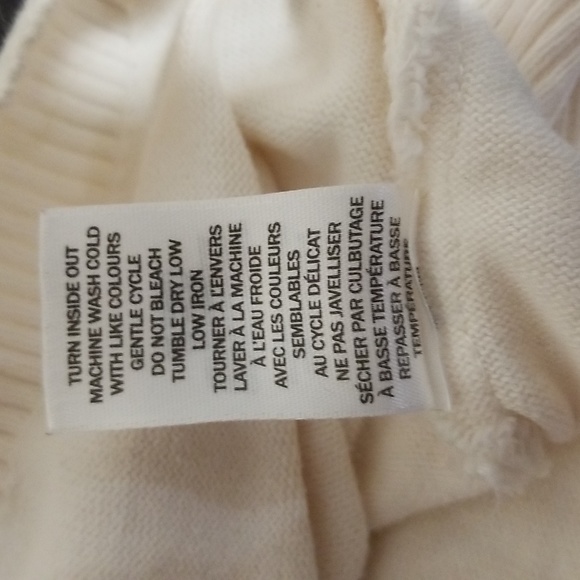 TURN INSIDE OUT
MACHINE WASH COLD
WITH LIKE COLOURS
GENTLE CYCLE
DO NOT BLEACH
TUMBLE DRY LOW
LOW IRON
TOURNER À L'ENVERS
LAVER À LA MACHINE
À L'EAU FROIDE
AVEC LES COULEURS
SEMBLABLES
AU CYCLE DÉLICAT
NE PAS JAVELLISER
SÉCHER PAR CULBUTAGE
À BASSE TEMPÉRATURE
REPASSER À BASSE
TEMPÉRATURE